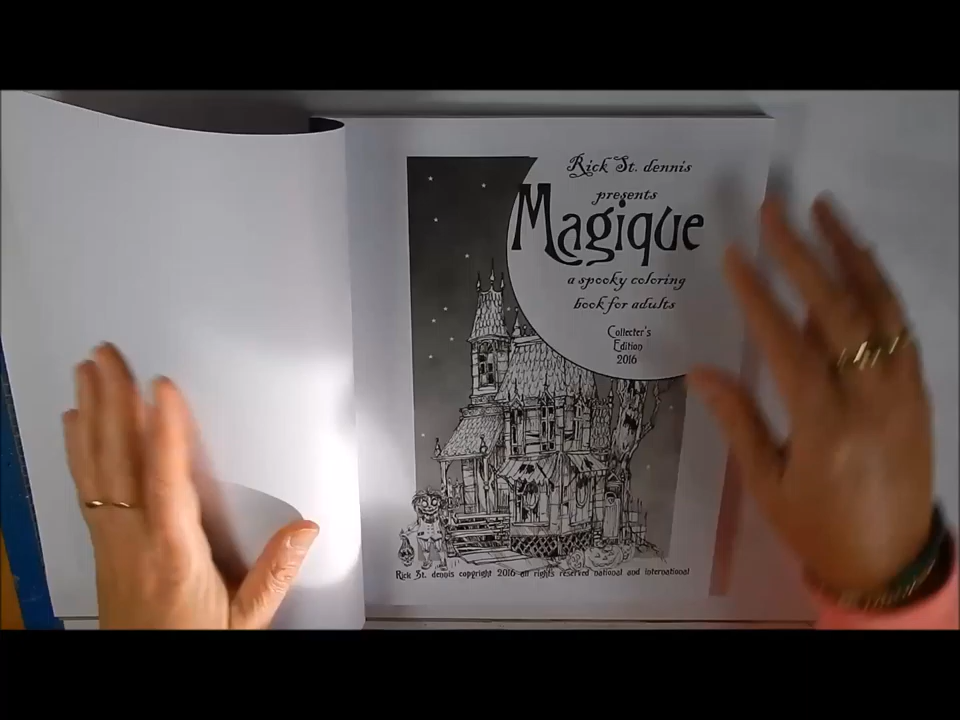 Rick St. dennis
presents
Magique
a spooky coloring
book for adults
Collecter's
Edition
2016
Rick St. dennis copyright 2016 all rights reserved national and international